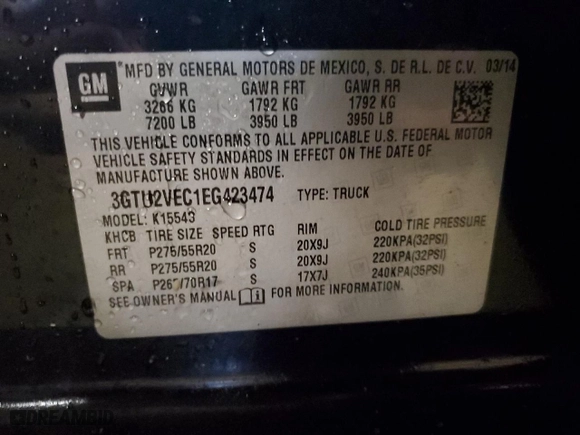 GM
*MFD BY GENERAL MOTORS DE MEXICO, S. DE R.L. DE C.V. 03/14
GVWR GAWR FRT GAWR RR
3266 KG 1792 KG 1792 KG
7200 LB 3950 LB 3950 LB
THIS VEHICLE CONFORMS TO ALL APPLICABLE U.S. FEDERAL MOTOR
VEHICLE SAFETY STANDARDS IN EFFECT ON THE DATE OF
MANUFACTURE SHOWN ABOVE.
3GTU2VEC1EG423474 TYPE: TRUCK
MODEL: K15543
KHCB TIRE SIZE SPEED RTG RIM COLD TIRE PRESSURE
FRT P275/55R20 S 20X9J 220KPA(32PSI)
RR P275/55R20 S 20X9J 220KPA(32PSI)
SPA S 17X7J 240KPA(35PSI)
SEE OWNER'S MANUAL FOR MORE INFORMATION.
DREAMBID